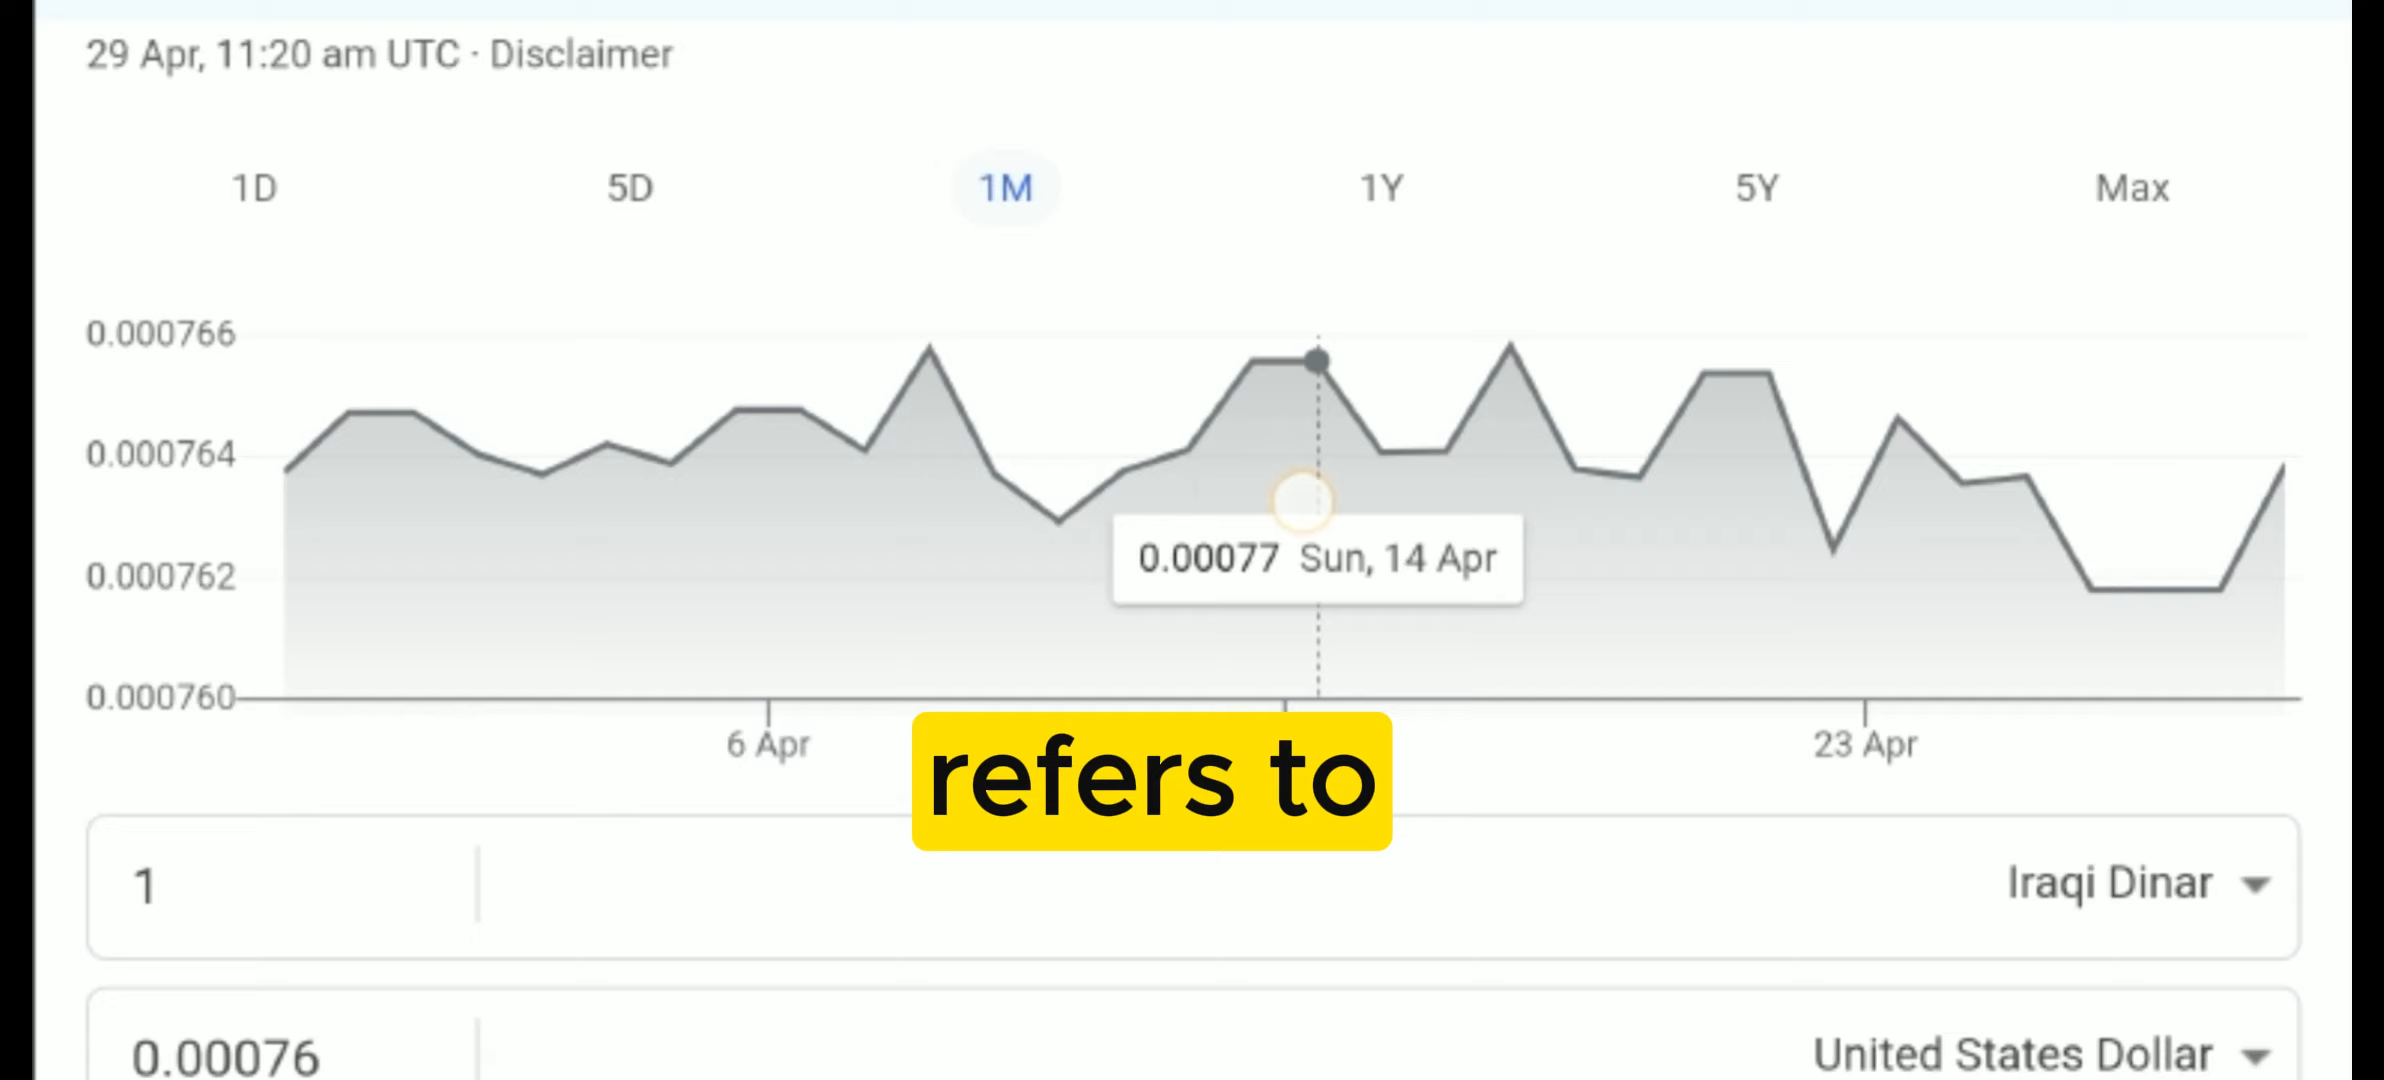 29 Apr, 11:20 am UTC · Disclaimer
1D 5D 1M 1Y 5Y Max
0.000766
0.000764
0.00077 Sun, 14 Apr
0.000762
0.000760
6 Apr 23 Apr
refers to
1 Iraqi Dinar
0.00076 United States Dollar